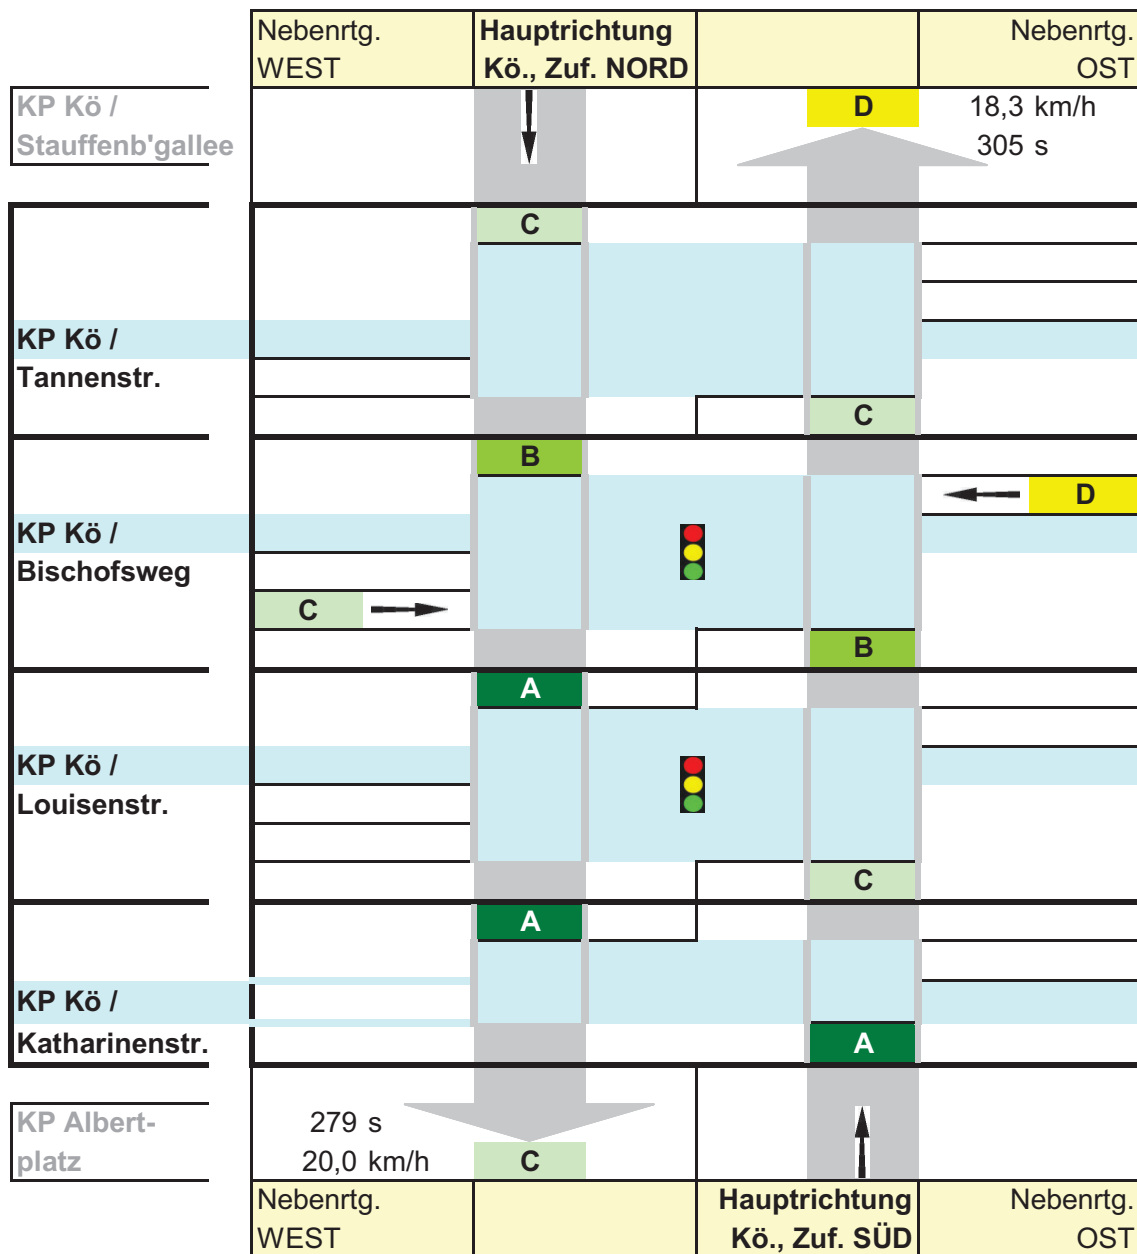 Nebenrtg. Hauptrichtung Nebenrtg.
WEST Kö., Zuf. NORD OST
KP Kö / D 18,3 km/h
Stauffenb'gallee 305 s
C
KP Kö /
Tannenstr.
C
B
D
KP Kö /
Bischofsweg
C
B
A
KP Kö /
Louisenstr.
C
A
KP Kö /
Katharinenstr. A
KP Albert- 279 s
platz 20,0 km/h C
Nebenrtg. Hauptrichtung Nebenrtg.
WEST Kö., Zuf. SÜD OST